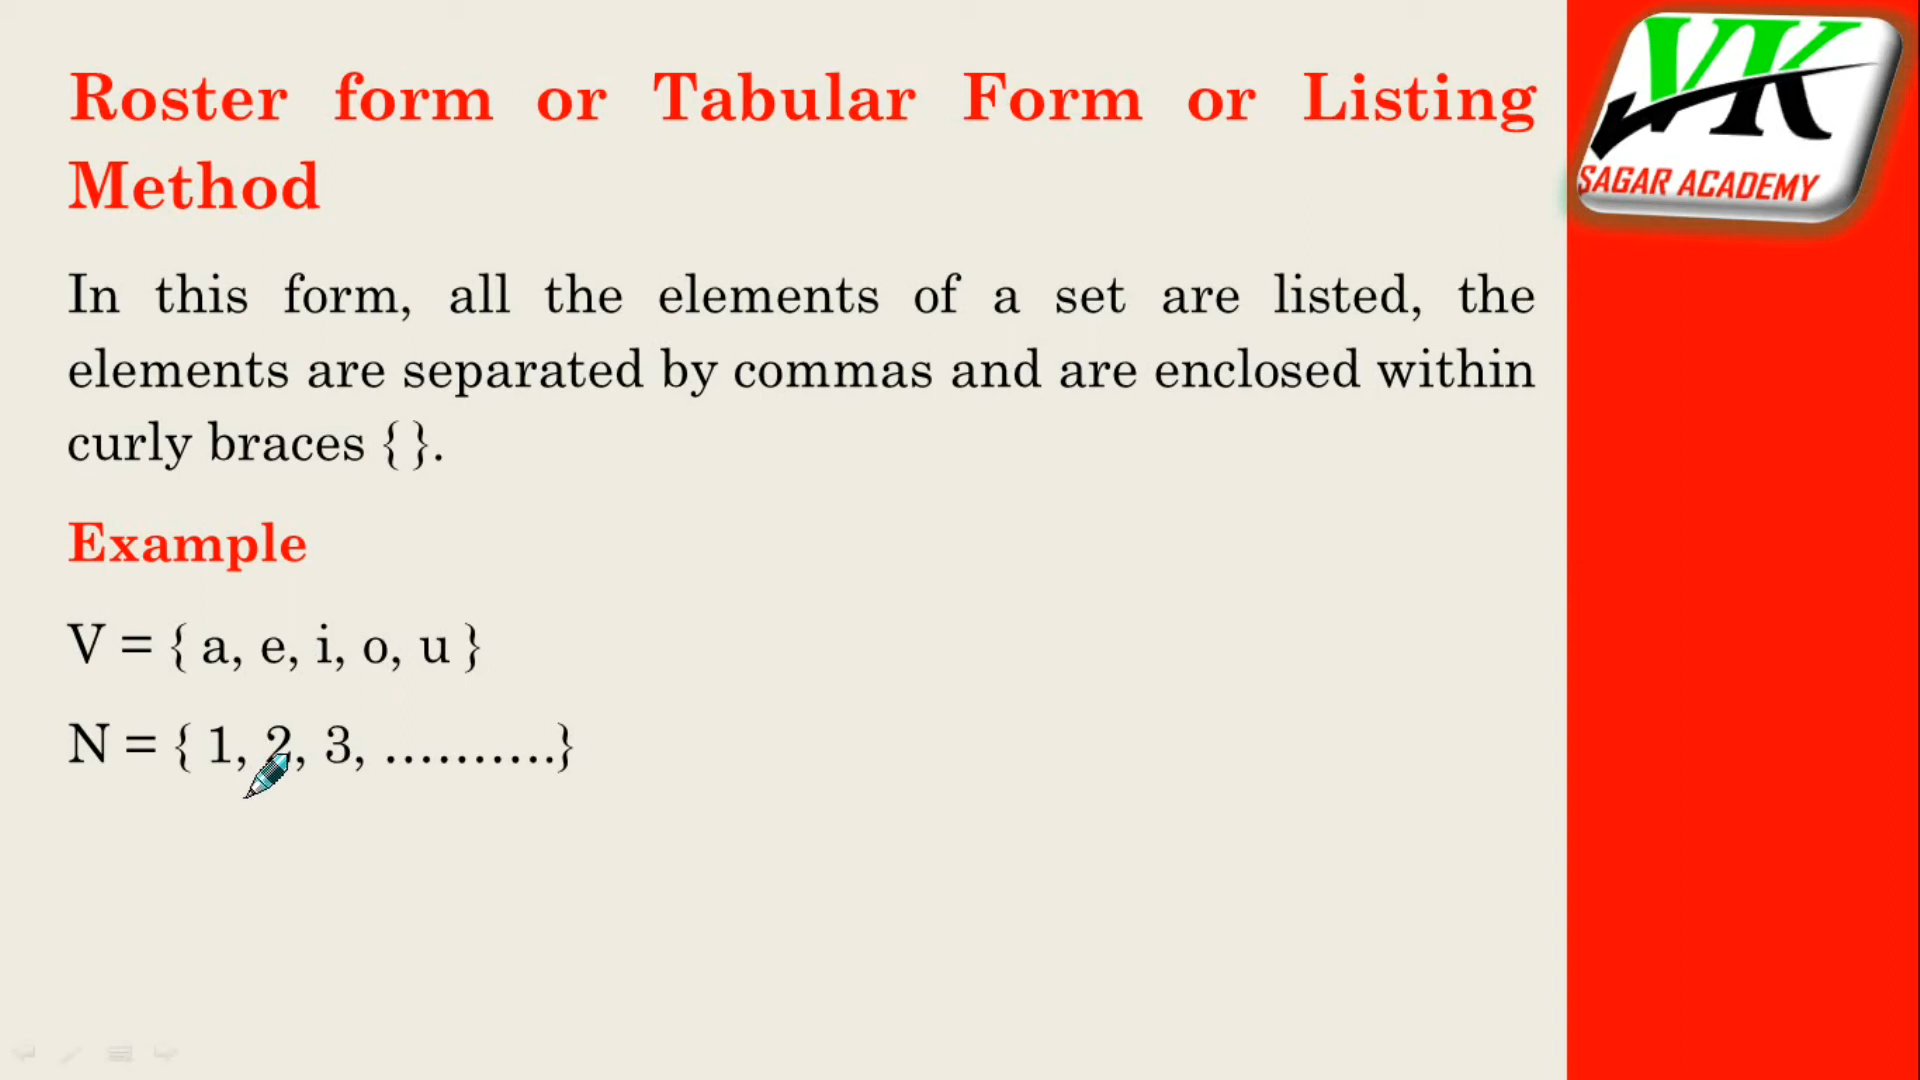 Roster form or Tabular Form or Listing
Method
In this form, all the elements of a set are listed, the
elements are separated by commas and are enclosed within
curly braces { }.
Example
V = { a, e, i, o, u }
N = { 1, 2, 3, ……….}
VK
SAGAR ACADEMY